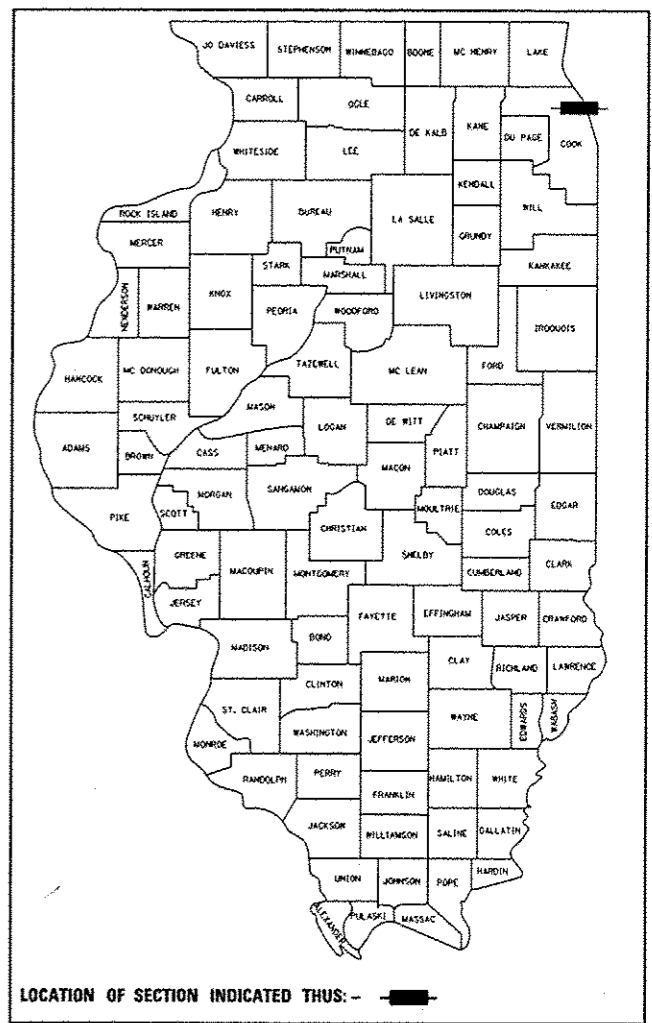 JO DAVIESS STEPHENSON WINNEBAGO BOONE MC HENRY LAKE
CARROLL OGLE DE KALB KANE DU PAGE COOK
WHITESIDE LEE
KENDALL WILL
ROCK ISLAND HENRY BUREAU LA SALLE GRUNDY
MERCER PUTNAM
STARK MARSHALL KANKAKEE
HENDERSON WARREN KNOX PEORIA WOODFORD LIVINGSTON IROQUOIS
HANCOCK MC DONOUGH FULTON TAZEWELL MC LEAN FORD
MASON
SCHUYLER LOGAN DE WITT CHAMPAIGN VERMILION
ADAMS BROWN CASS MENARD PIATT
MACON
MORGAN SANGAMON DOUGLAS EDGAR
PIKE SCOTT MOULTRIE
CHRISTIAN COLES
GREENE MACOUPIN MONTGOMERY SHELBY
CALHOUN CUMBERLAND CLARK
JERSEY FAYETTE EFFINGHAM JASPER CRAWFORD
MADISON BOND
CLAY RICHLAND LAWRENCE
CLINTON MARION
ST. CLAIR WAYNE EDWARDS WABASH
WASHINGTON JEFFERSON
MONROE
RANDOLPH PERRY HAMILTON WHITE
FRANKLIN
JACKSON WILLIAMSON SALINE GALLATIN
UNION JOHNSON POPE HARDIN
ALEXANDER PULASKI MASSAC
LOCATION OF SECTION INDICATED THUS: -